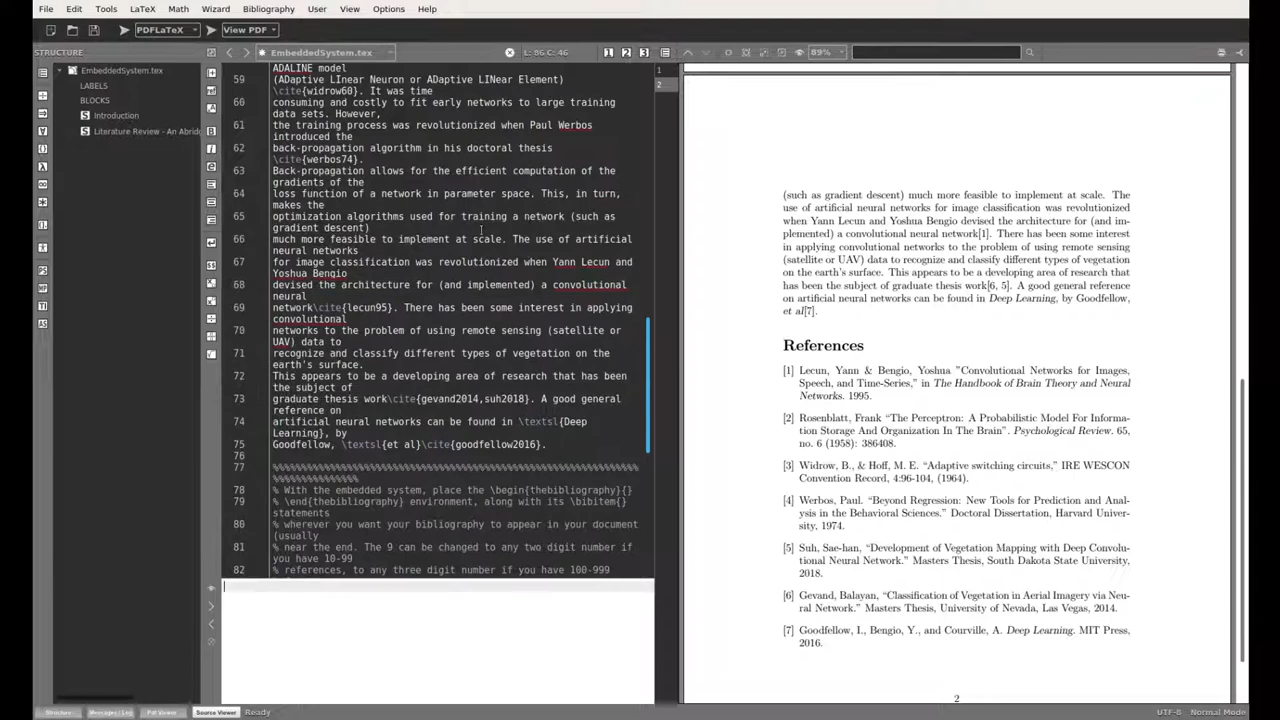 File Edit Tools LaTeX Math Wizard Bibliography User View Options Help
PDFLaTeX View PDF
STRUCTURE
EmbeddedSystem.tex
L: 86 C: 46
1 2 3
89%
EmbeddedSystem.tex
LABELS
BLOCKS
Introduction
Literature Review - An Abridg
ADALINE model
59 (ADaptive LInear Neuron or ADaptive LINear Element)
\cite{widrow60}. It was time
60 consuming and costly to fit early networks to large training
data sets. However,
61 the training process was revolutionized when Paul Werbos
introduced the
62 back-propagation algorithm in his doctoral thesis
\cite{werbos74}.
63 Back-propagation allows for the efficient computation of the
gradients of the
64 loss function of a network in parameter space. This, in turn,
makes the
65 optimization algorithms used for training a network (such as
gradient descent)
66 much more feasible to implement at scale. The use of artificial
neural networks
67 for image classification was revolutionized when Yann Lecun and
Yoshua Bengio
68 devised the architecture for (and implemented) a convolutional
neural
69 network\cite{lecun95}. There has been some interest in applying
convolutional
70 networks to the problem of using remote sensing (satellite or
UAV) data to
71 recognize and classify different types of vegetation on the
earth's surface.
72 This appears to be a developing area of research that has been
the subject of
73 graduate thesis work\cite{gevand2014,suh2018}. A good general
reference on
74 artificial neural networks can be found in \textsl{Deep
Learning}, by
75 Goodfellow, \textsl{et al}\cite{goodfellow2016}.
76
77 %%%%%%%%%%%%%%%%%%%%%%%%%%%%%%%%%%%%%%%%%%%%%%%%%%%%%%%%%%%%%%%%%
%%%%%%%%%%%%%%%
78 % With the embedded system, place the \begin{thebibliography}{}
79 % \end{thebibliography} environment, along with its \bibitem{}
statements
80 % wherever you want your bibliography to appear in your document
(usually
81 % near the end. The 9 can be changed to any two digit number if
you have 10-99
82 % references, to any three digit number if you have 100-999
1
2
(such as gradient descent) much more feasible to implement at scale. The
use of artificial neural networks for image classification was revolutionized
when Yann Lecun and Yoshua Bengio devised the architecture for (and im-
plemented) a convolutional neural network[1]. There has been some interest
in applying convolutional networks to the problem of using remote sensing
(satellite or UAV) data to recognize and classify different types of vegetation
on the earth's surface. This appears to be a developing area of research that
has been the subject of graduate thesis work[6, 5]. A good general reference
on artificial neural networks can be found in Deep Learning, by Goodfellow,
et al[7].
References
[1] Lecun, Yann & Bengio, Yoshua "Convolutional Networks for Images,
Speech, and Time-Series," in The Handbook of Brain Theory and Neural
Networks. 1995.
[2] Rosenblatt, Frank "The Perceptron: A Probabilistic Model For Informa-
tion Storage And Organization In The Brain". Psychological Review. 65,
no. 6 (1958): 386408.
[3] Widrow, B., & Hoff, M. E. "Adaptive switching circuits," IRE WESCON
Convention Record, 4:96-104, (1964).
[4] Werbos, Paul. "Beyond Regression: New Tools for Prediction and Anal-
ysis in the Behavioral Sciences." Doctoral Dissertation, Harvard Univer-
sity, 1974.
[5] Suh, Sae-han, "Development of Vegetation Mapping with Deep Convolu-
tional Neural Network." Masters Thesis, South Dakota State University,
2018.
[6] Gevand, Balayan, "Classification of Vegetation in Aerial Imagery via Neu-
ral Network." Masters Thesis, University of Nevada, Las Vegas, 2014.
[7] Goodfellow, I., Bengio, Y., and Courville, A. Deep Learning. MIT Press,
2016.
2
Structure Messages / Log Pdf Viewer Source Viewer Ready
UTF-8 Normal Mode